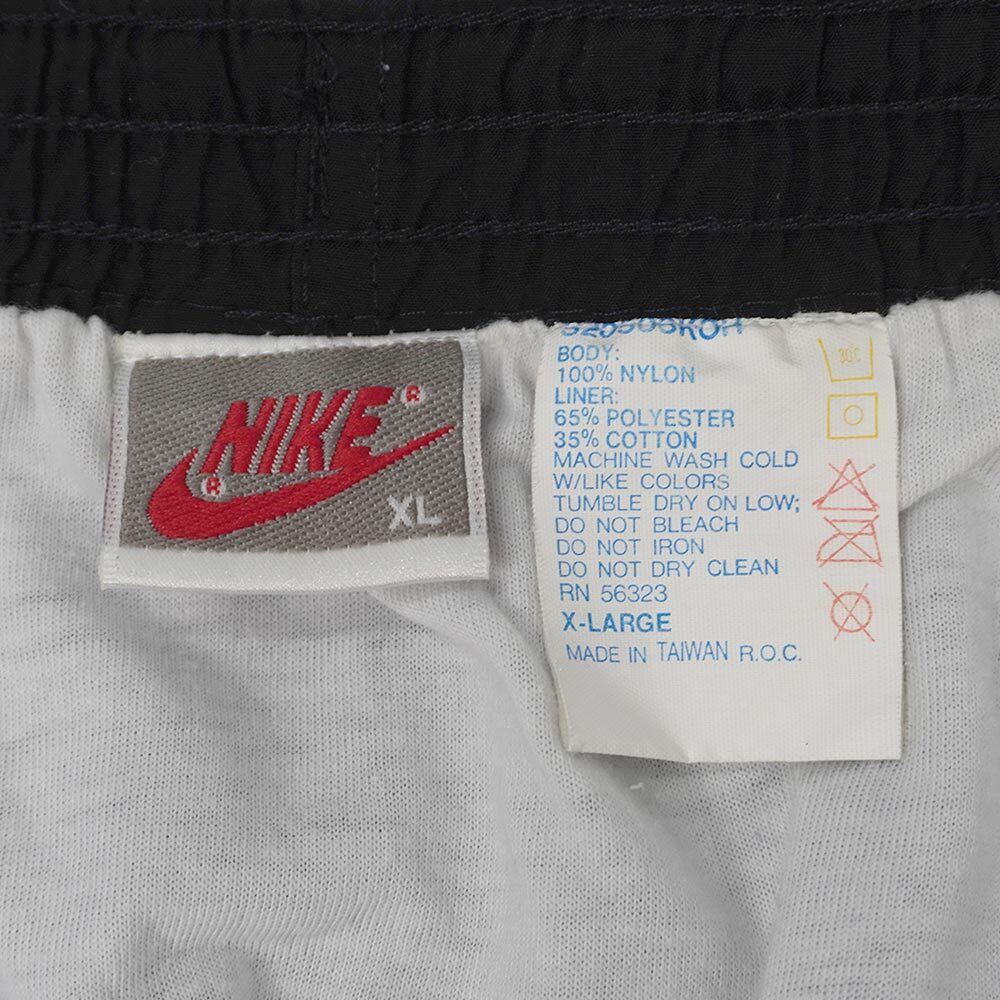 NIKE®
®
XL
BODY:
100% NYLON
LINER:
65% POLYESTER
35% COTTON
MACHINE WASH COLD
W/LIKE COLORS
TUMBLE DRY ON LOW;
DO NOT BLEACH
DO NOT IRON
DO NOT DRY CLEAN
RN 56323
X-LARGE
MADE IN TAIWAN R.O.C.
30°C